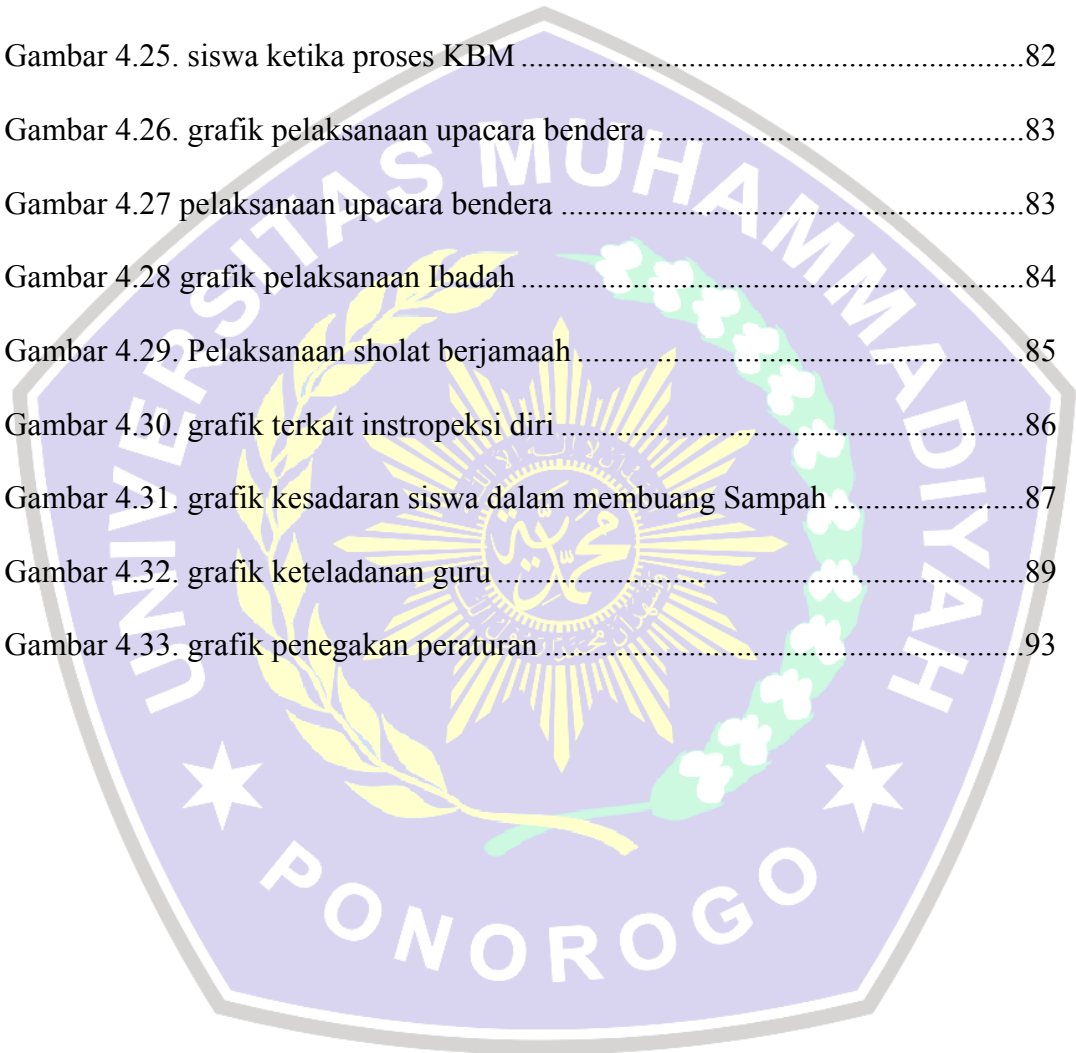 Gambar 4.25. siswa ketika proses KBM ..................................................................82
Gambar 4.26. grafik pelaksanaan upacara bendera .................................................83
Gambar 4.27 pelaksanaan upacara bendera ............................................................83
Gambar 4.28 grafik pelaksanaan Ibadah .................................................................84
Gambar 4.29. Pelaksanaan sholat berjamaah ..........................................................85
Gambar 4.30. grafik terkait instropeksi diri ............................................................86
Gambar 4.31. grafik kesadaran siswa dalam membuang Sampah .........................87
Gambar 4.32. grafik keteladanan guru.....................................................................89
Gambar 4.33. grafik penegakan peraturan ..............................................................93
UNIVERSITAS MUHAMMADIYAH
PONOROGO
محمدية